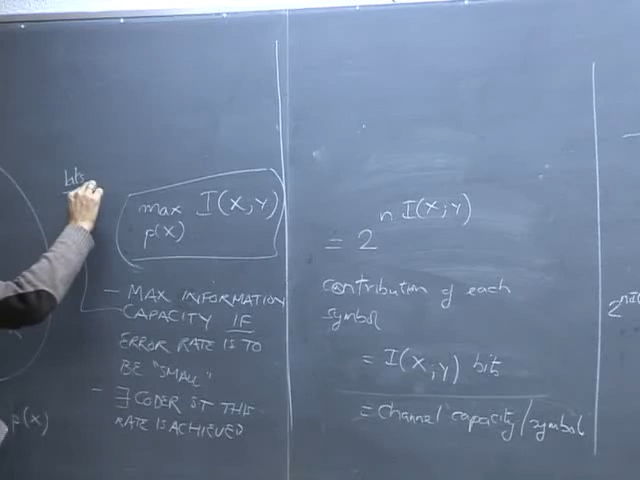 bits
max I(X;Y)
p(X)
- MAX INFORMATION
CAPACITY IF
ERROR RATE IS TO
BE "SMALL"
- ∃ CODER ST THIS
RATE IS ACHIEVED
p(x)
= 2^{n I(X;Y)}
contribution of each
symbol
= I(X;Y) bit
= channel capacity/symbol